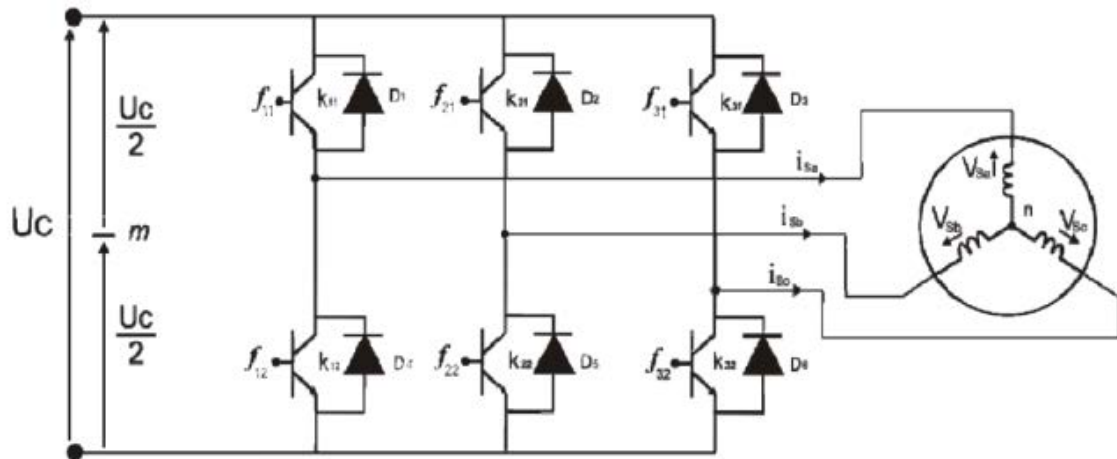 f11 k11 D1 f21 k21 D2 f31 k31 D3
Uc/2
iSa
VSa
Uc m
iSb
VSb n VSc
iSc
Uc/2
f12 k12 D4 f22 k22 D5 f32 k32 D6